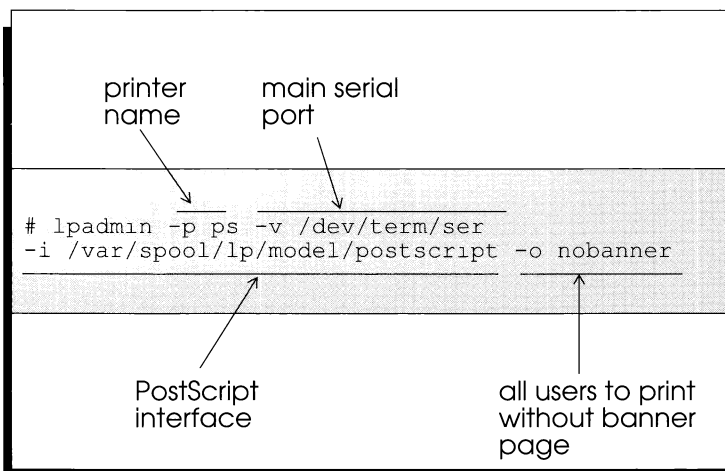 printer
name
main serial
port
# lpadmin -p ps -v /dev/term/ser
-i /var/spool/lp/model/postscript -o nobanner
PostScript
interface
all users to print
without banner
page